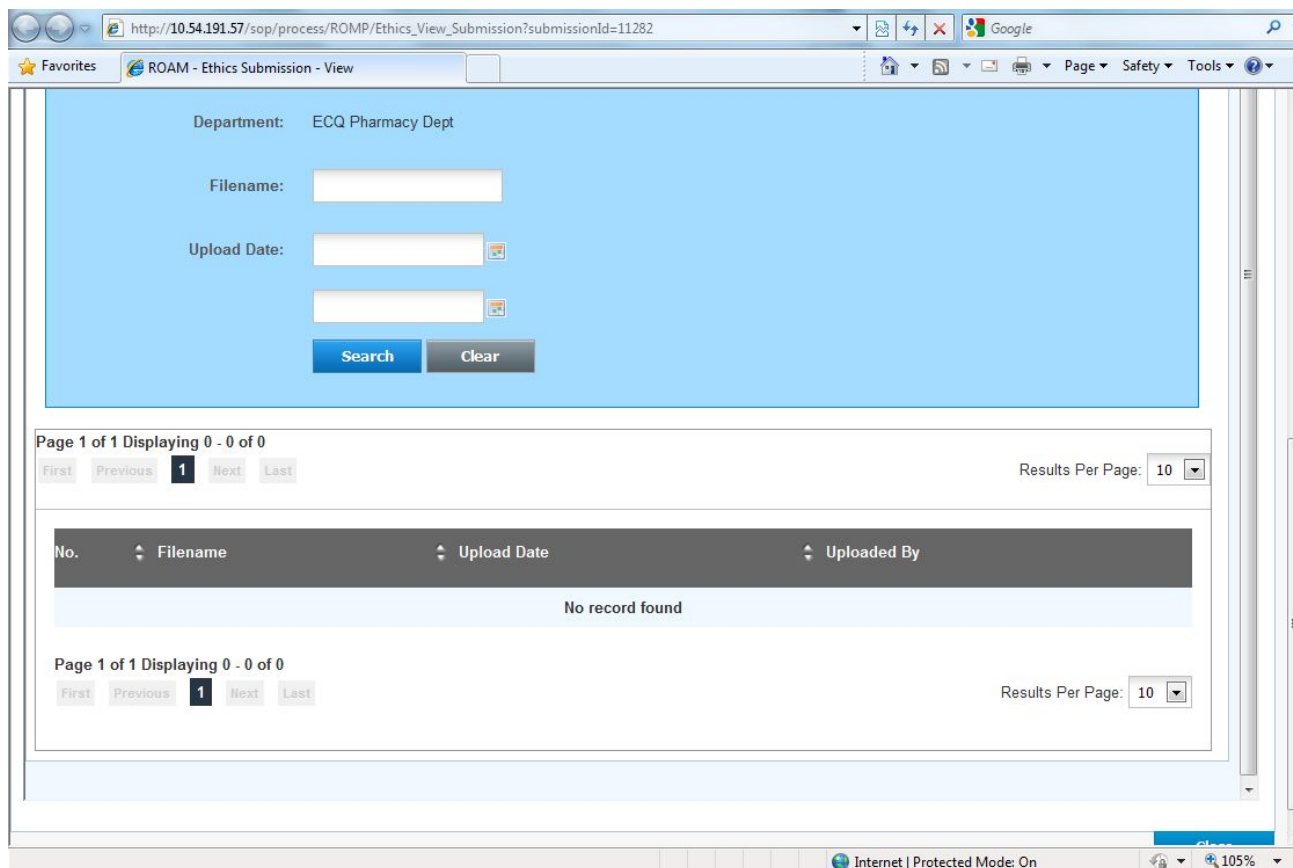 http://10.54.191.57/sop/process/ROMP/Ethics_View_Submission?submissionId=11282 Google
Favorites ROAM - Ethics Submission - View Page Safety Tools
Department: ECQ Pharmacy Dept
Filename:
Upload Date:
Search Clear
Page 1 of 1 Displaying 0 - 0 of 0
First Previous 1 Next Last
Results Per Page: 10
No. Filename Upload Date Uploaded By
No record found
Page 1 of 1 Displaying 0 - 0 of 0
First Previous 1 Next Last
Results Per Page: 10
Close
Internet | Protected Mode: On 105%